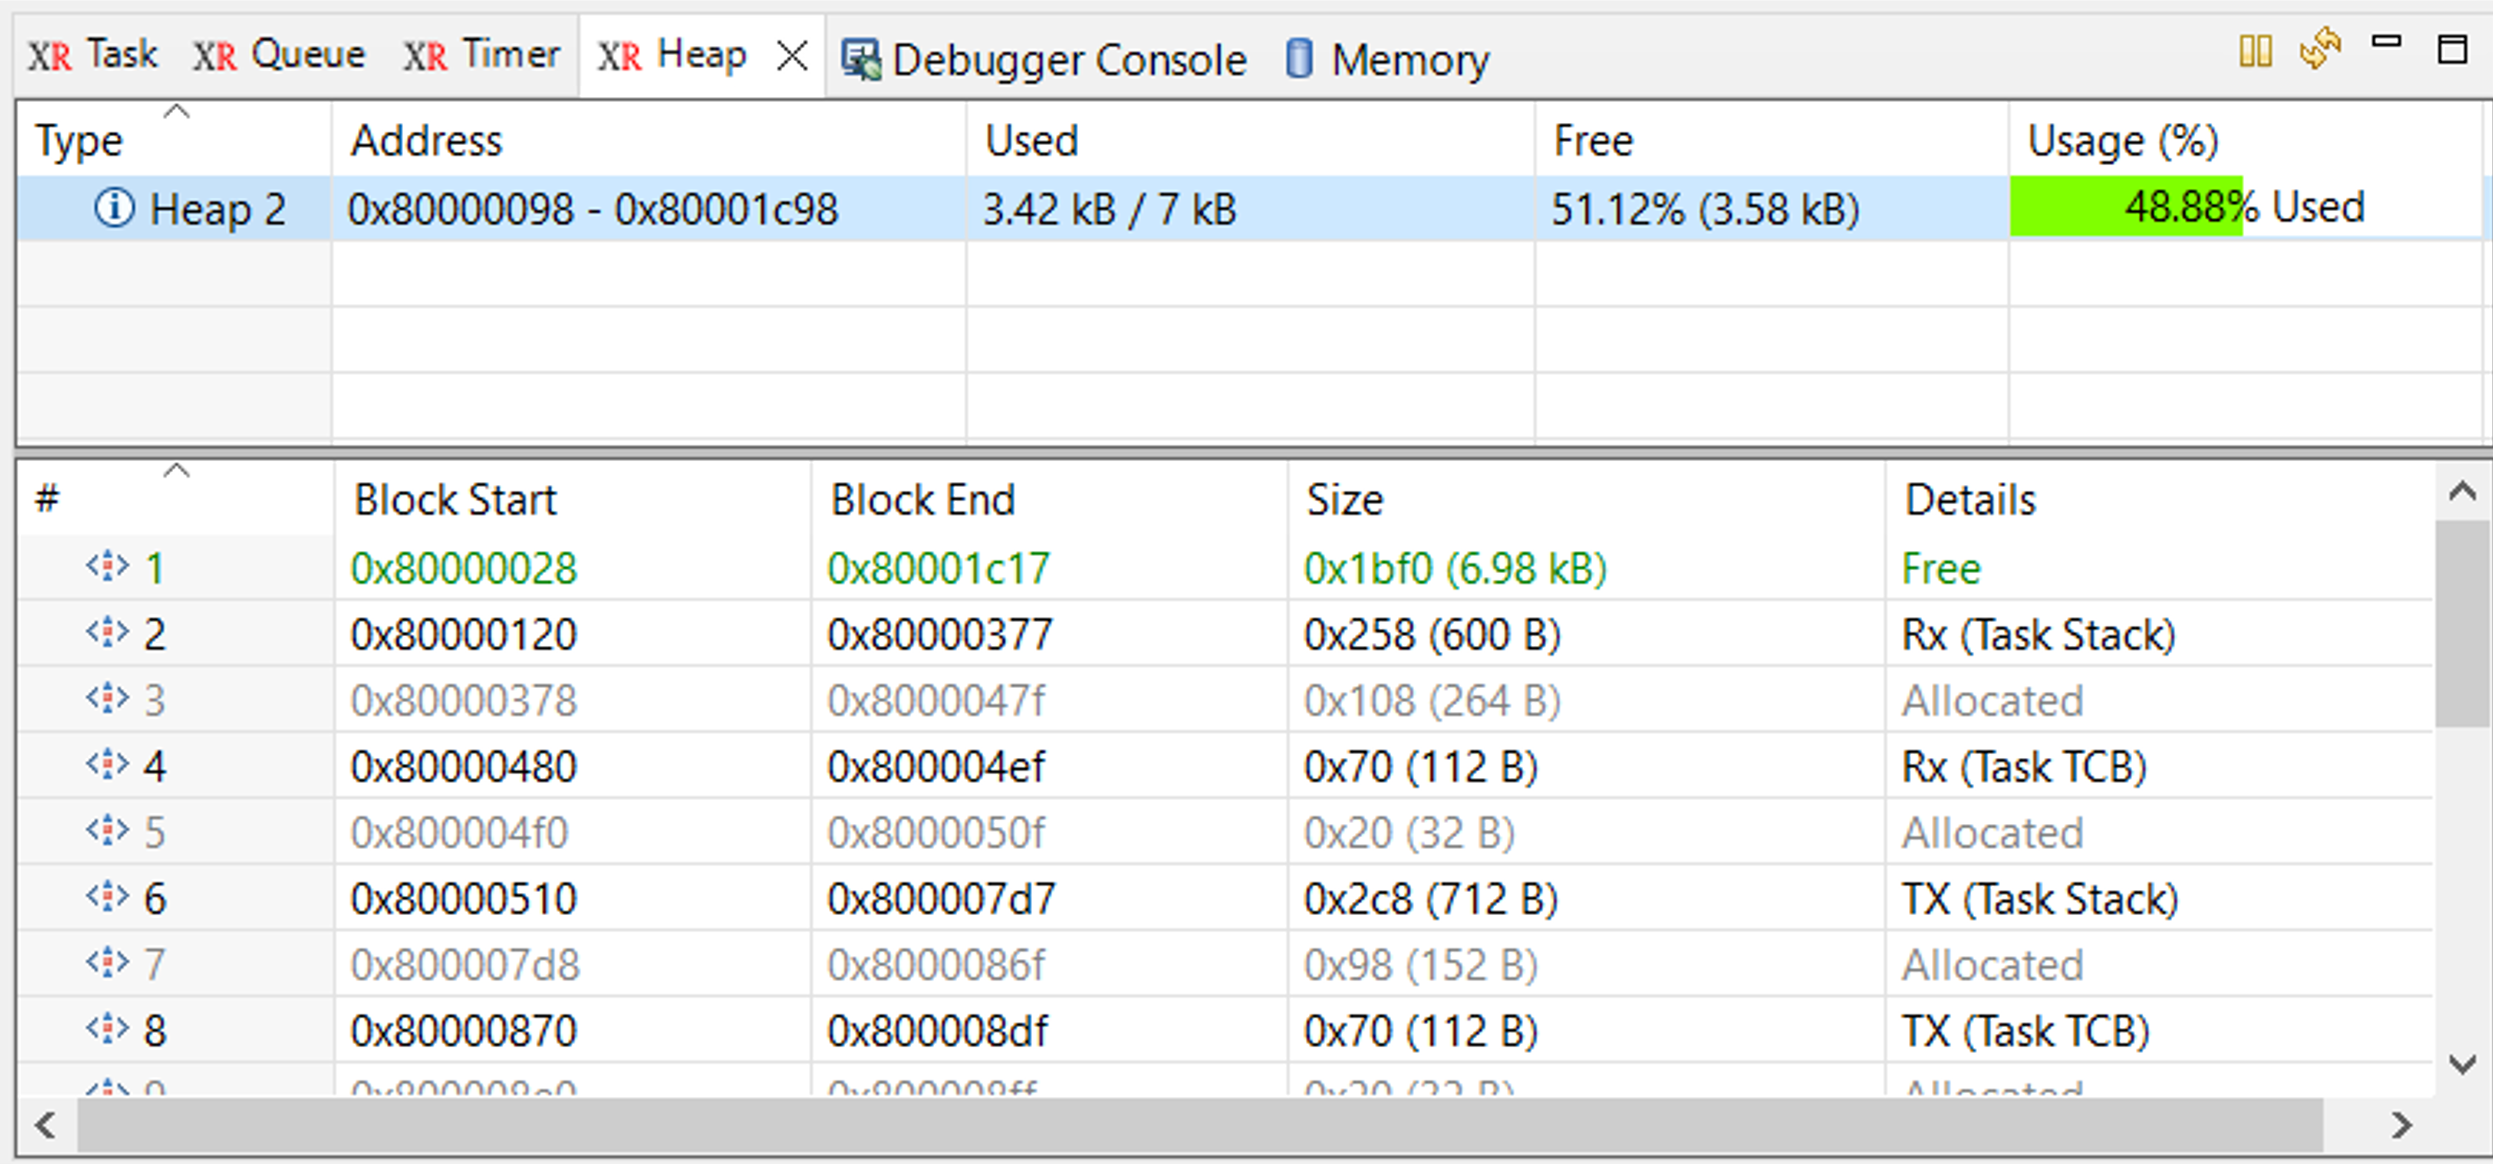 XR Task XR Queue XR Timer XR Heap Debugger Console Memory
Type Address Used Free Usage (%)
Heap 2 0x80000098 - 0x80001c98 3.42 kB / 7 kB 51.12% (3.58 kB) 48.88% Used
# Block Start Block End Size Details
1 0x80000028 0x80001c17 0x1bf0 (6.98 kB) Free
2 0x80000120 0x80000377 0x258 (600 B) Rx (Task Stack)
3 0x80000378 0x8000047f 0x108 (264 B) Allocated
4 0x80000480 0x800004ef 0x70 (112 B) Rx (Task TCB)
5 0x800004f0 0x8000050f 0x20 (32 B) Allocated
6 0x80000510 0x800007d7 0x2c8 (712 B) TX (Task Stack)
7 0x800007d8 0x8000086f 0x98 (152 B) Allocated
8 0x80000870 0x800008df 0x70 (112 B) TX (Task TCB)
Allocated